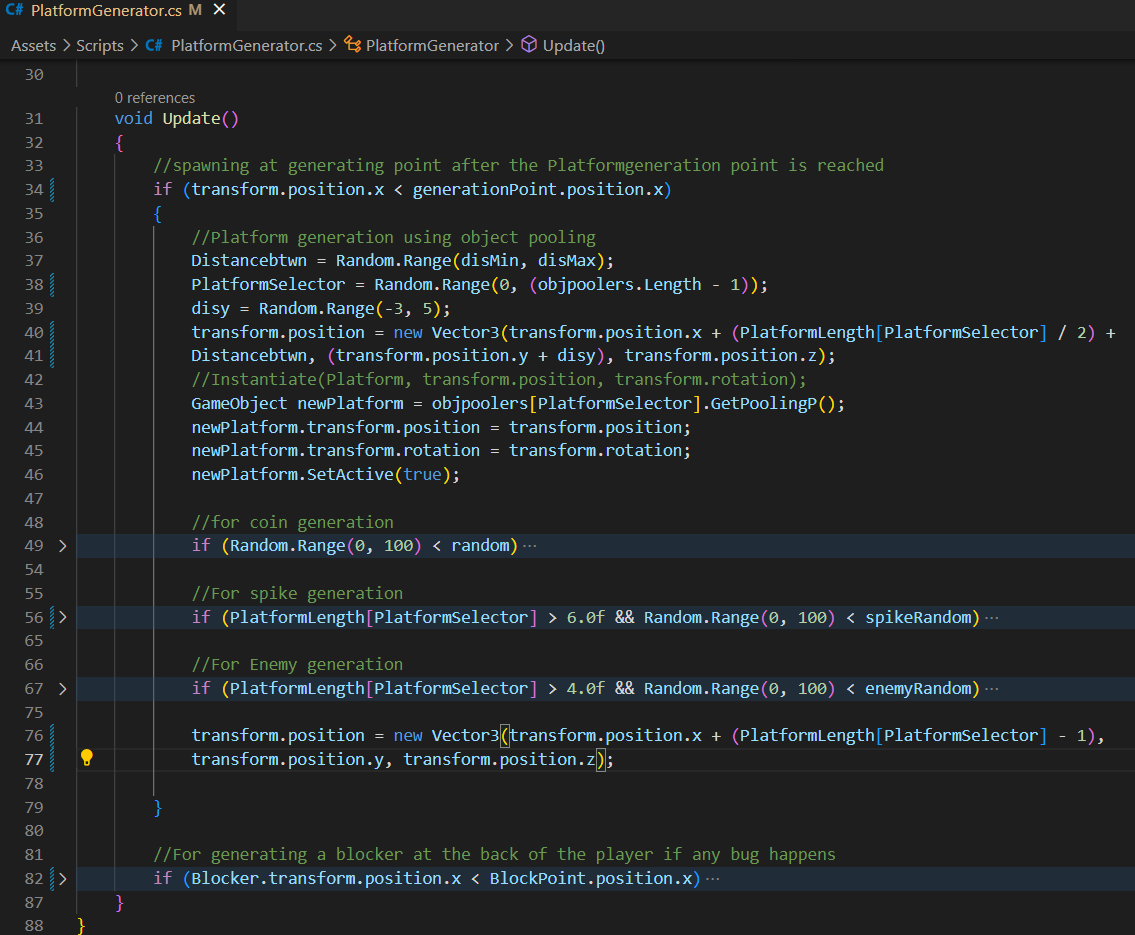 C# PlatformGenerator.cs M ×
Assets > Scripts > C# PlatformGenerator.cs > PlatformGenerator > Update()
30
0 references
31 void Update()
32 {
33 //spawning at generating point after the Platformgeneration point is reached
34 if (transform.position.x < generationPoint.position.x)
35 {
36 //Platform generation using object pooling
37 Distancebtwn = Random.Range(disMin, disMax);
38 PlatformSelector = Random.Range(0, (objpoolers.Length - 1));
39 disy = Random.Range(-3, 5);
40 transform.position = new Vector3(transform.position.x + (PlatformLength[PlatformSelector] / 2) +
41 Distancebtwn, (transform.position.y + disy), transform.position.z);
42 //Instantiate(Platform, transform.position, transform.rotation);
43 GameObject newPlatform = objpoolers[PlatformSelector].GetPoolingP();
44 newPlatform.transform.position = transform.position;
45 newPlatform.transform.rotation = transform.rotation;
46 newPlatform.SetActive(true);
47
48 //for coin generation
49 > if (Random.Range(0, 100) < random) ···
54
55 //For spike generation
56 > if (PlatformLength[PlatformSelector] > 6.0f && Random.Range(0, 100) < spikeRandom) ···
65
66 //For Enemy generation
67 > if (PlatformLength[PlatformSelector] > 4.0f && Random.Range(0, 100) < enemyRandom) ···
75
76 transform.position = new Vector3(transform.position.x + (PlatformLength[PlatformSelector] - 1),
77 transform.position.y, transform.position.z);
78
79 }
80
81 //For generating a blocker at the back of the player if any bug happens
82 > if (Blocker.transform.position.x < BlockPoint.position.x) ···
87 }
88 }